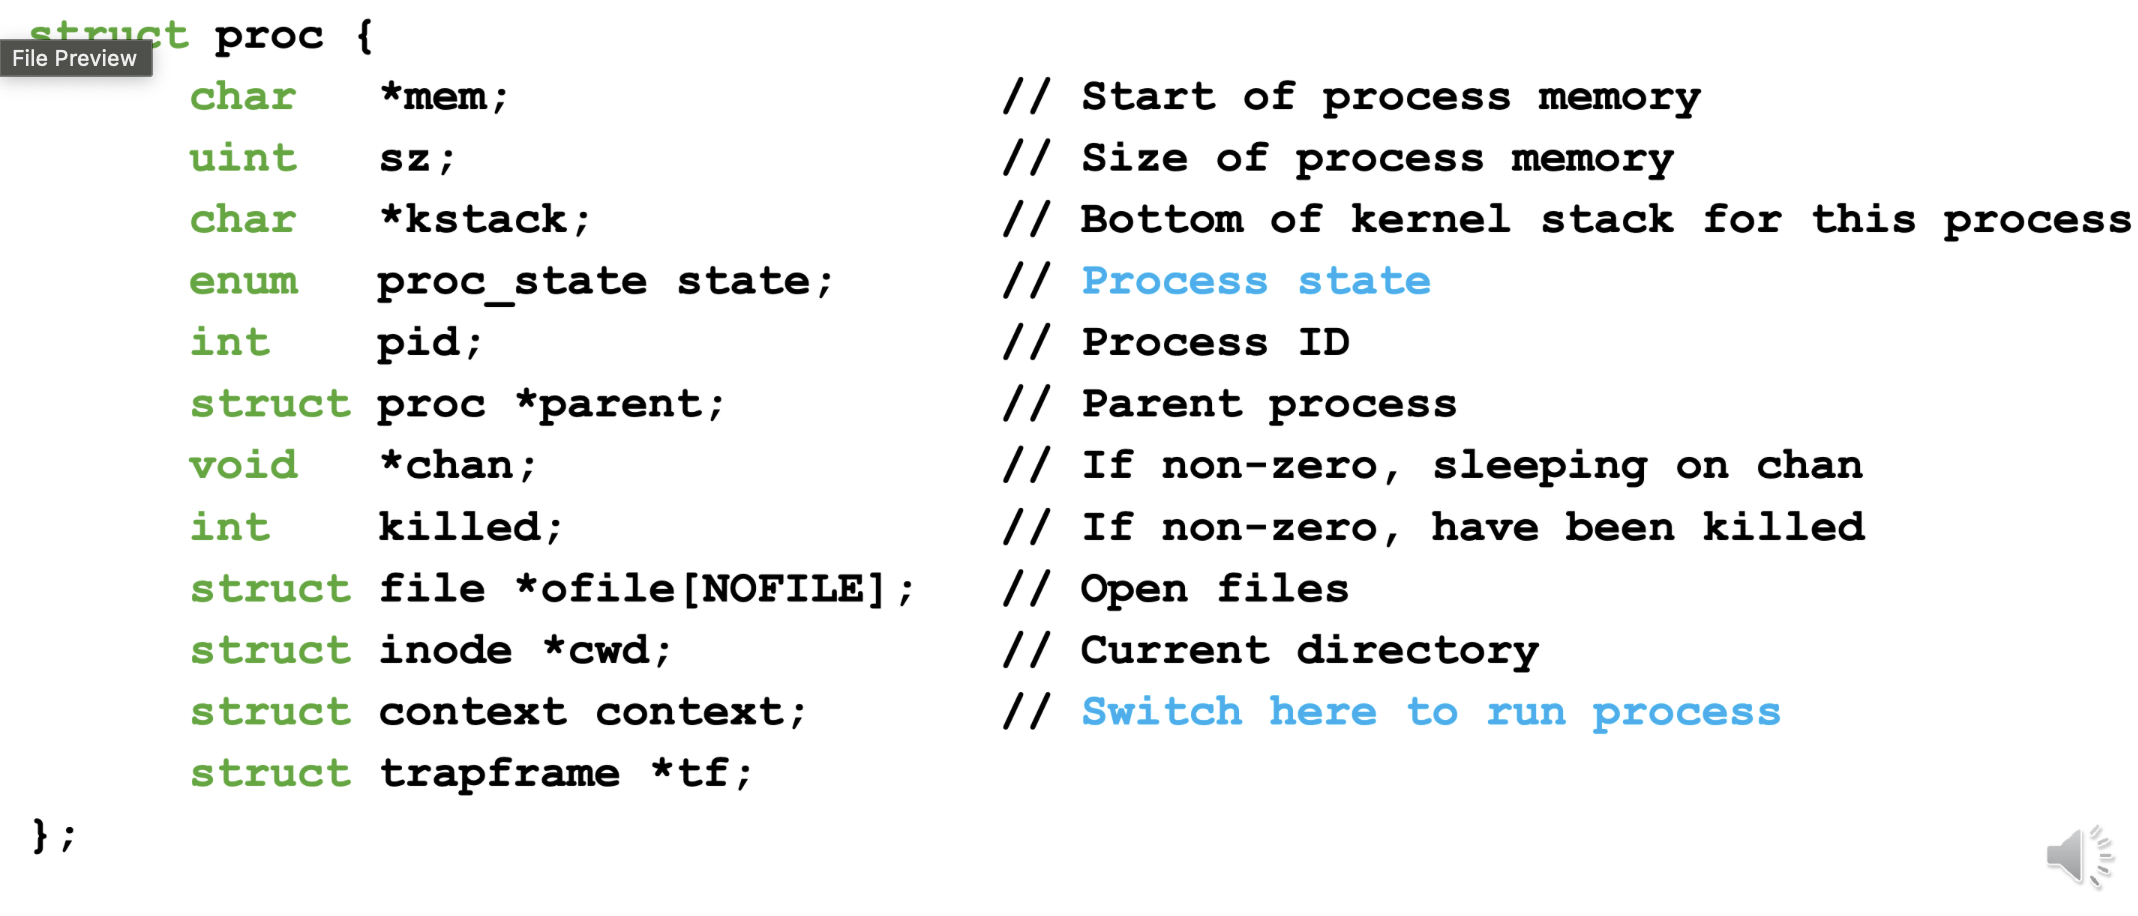 struct proc {
File Preview
char *mem; // Start of process memory
uint sz; // Size of process memory
char *kstack; // Bottom of kernel stack for this process
enum proc_state state; // Process state
int pid; // Process ID
struct proc *parent; // Parent process
void *chan; // If non-zero, sleeping on chan
int killed; // If non-zero, have been killed
struct file *ofile[NOFILE]; // Open files
struct inode *cwd; // Current directory
struct context context; // Switch here to run process
struct trapframe *tf;
};